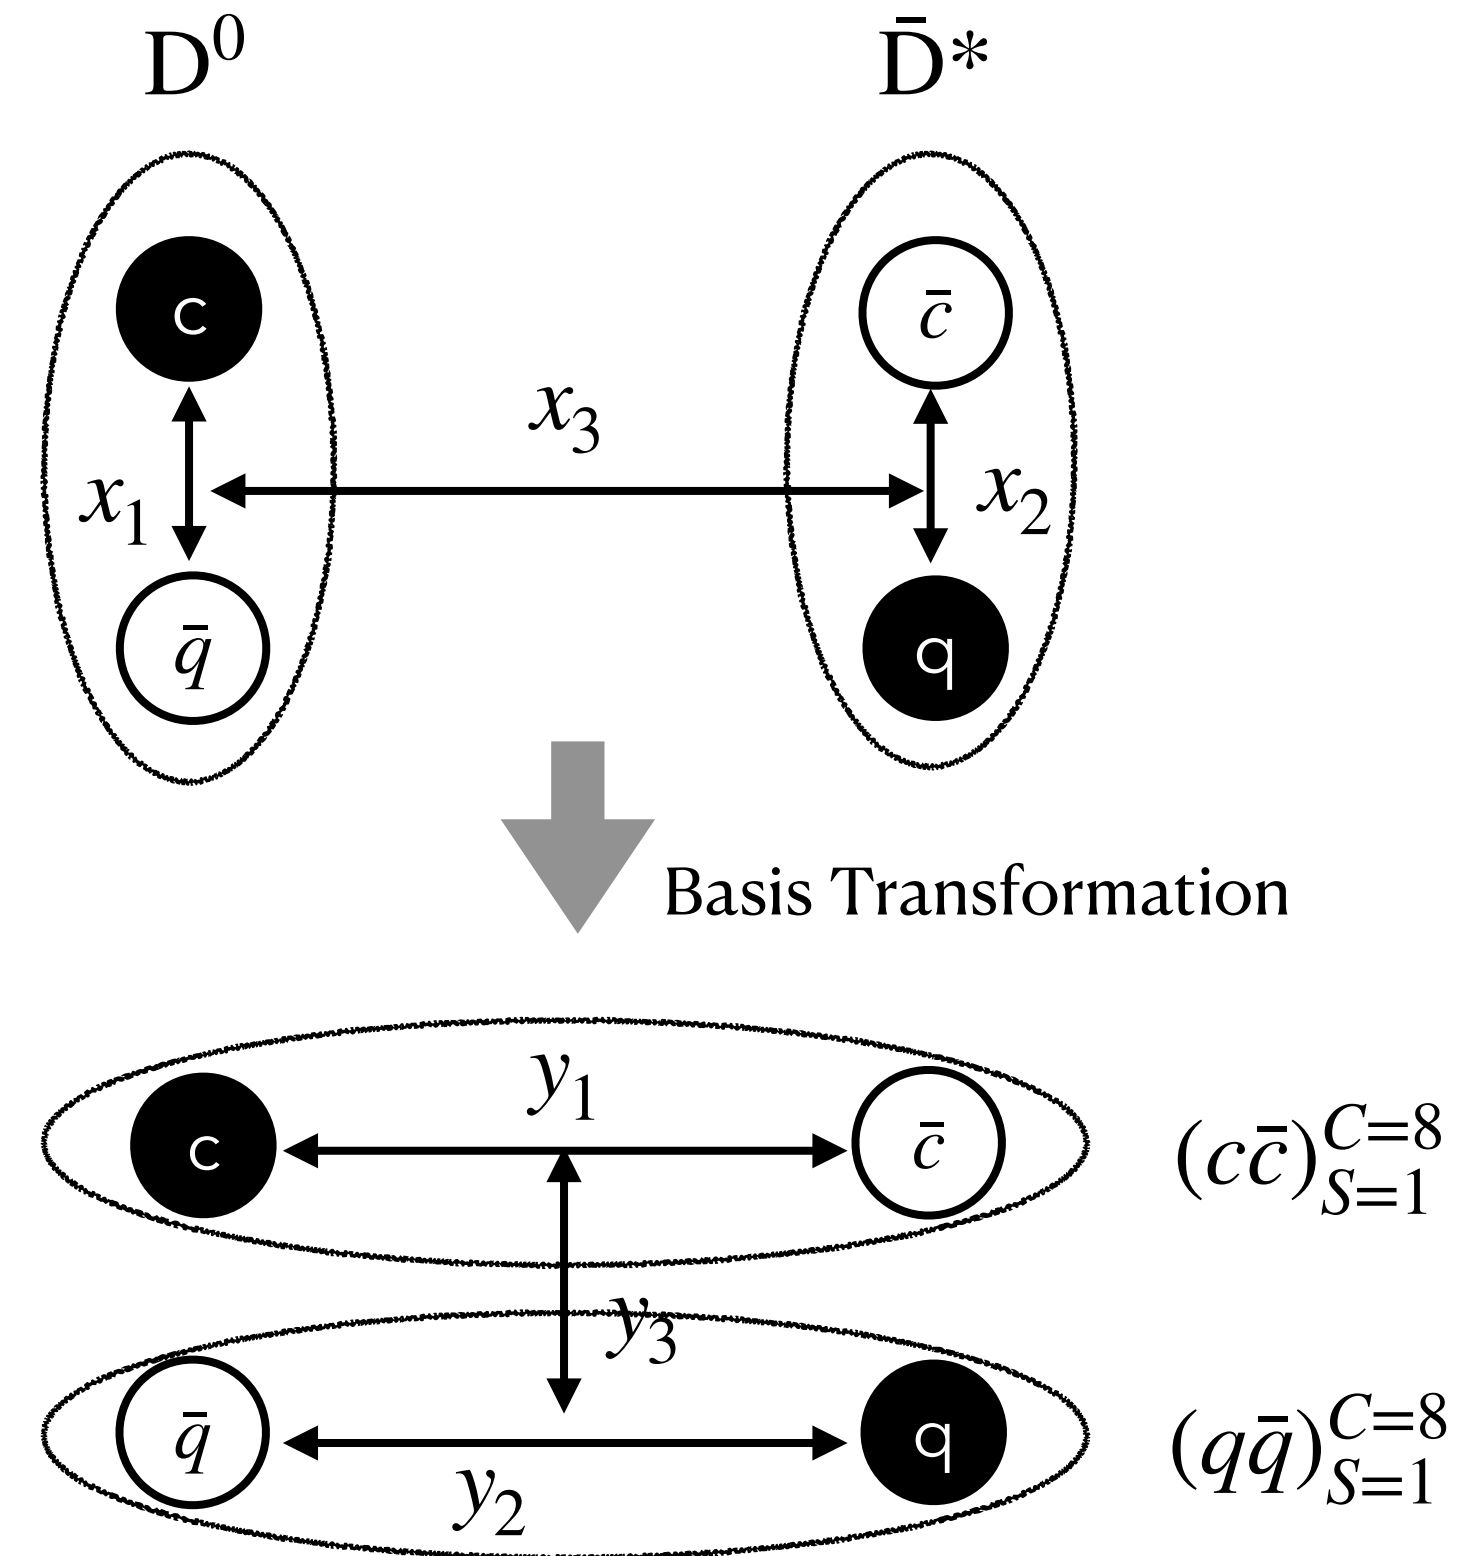 D⁰ D̄*
c c̄
x₃
x₁ x₂
q̄ q
Basis Transformation
y₁
c c̄ (cc̄)^{C=8}_{S=1}
y₃
q̄ q (qq̄)^{C=8}_{S=1}
y₂